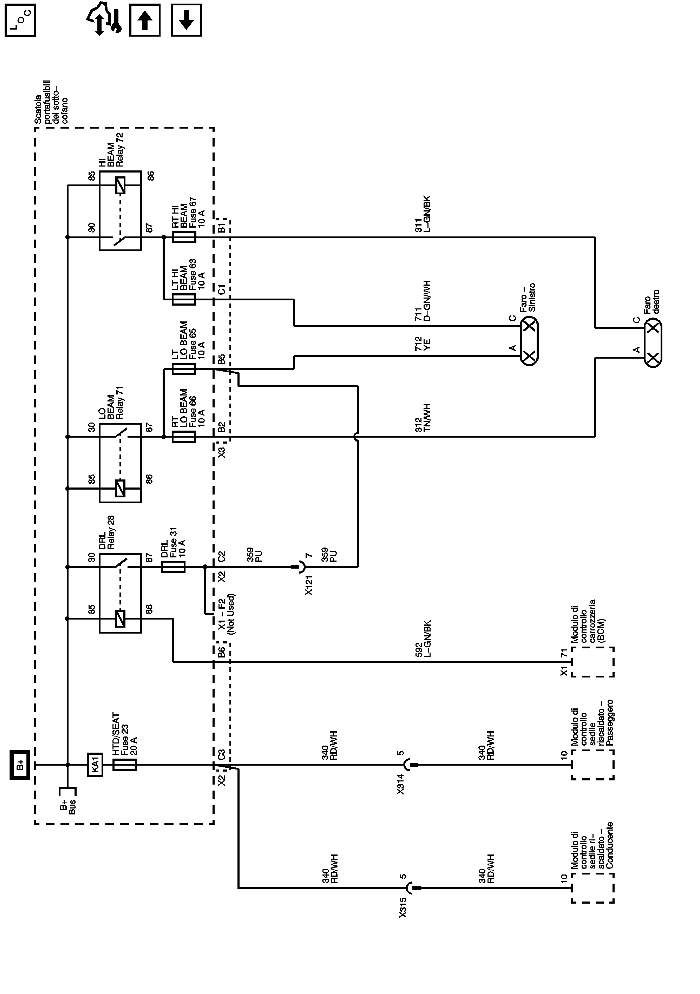 LOC
Scatola
portafusibili
del sotto-
cofano
85
86
HI
BEAM
Relay 72
30
87
RT HI
BEAM
Fuse 67
10 A
B1
311
L-GN/BK
LT HI
BEAM
Fuse 63
10 A
C1
711
D-GN/WH
C
Faro -
Sinistro
C
Faro
destro
LT
LO BEAM
Fuse 65
10 A
B5
712
YE
A
A
30
LO
BEAM
Relay 71
87
RT
LO BEAM
Fuse 66
10 A
B2
312
TN/WH
X3
85
86
DRL
Relay 28
30
87
DRL
Fuse 31
10 A
C2
X2
359
PU
7
X121
359
PU
85
86
X1 - F2
(Not Used)
B6
592
L-GN/BK
71
X1
Modulo di
controllo
carrozzeria
(BCM)
B+
KA1
HTD/SEAT
Fuse 23
20 A
C3
X2
340
RD/WH
5
X314
340
RD/WH
10
Modulo di
controllo
sedile
riscaldato -
Passeggero
B+
Bus
340
RD/WH
5
X315
340
RD/WH
10
Modulo di
controllo
sedile ri-
scaldato -
Conducente